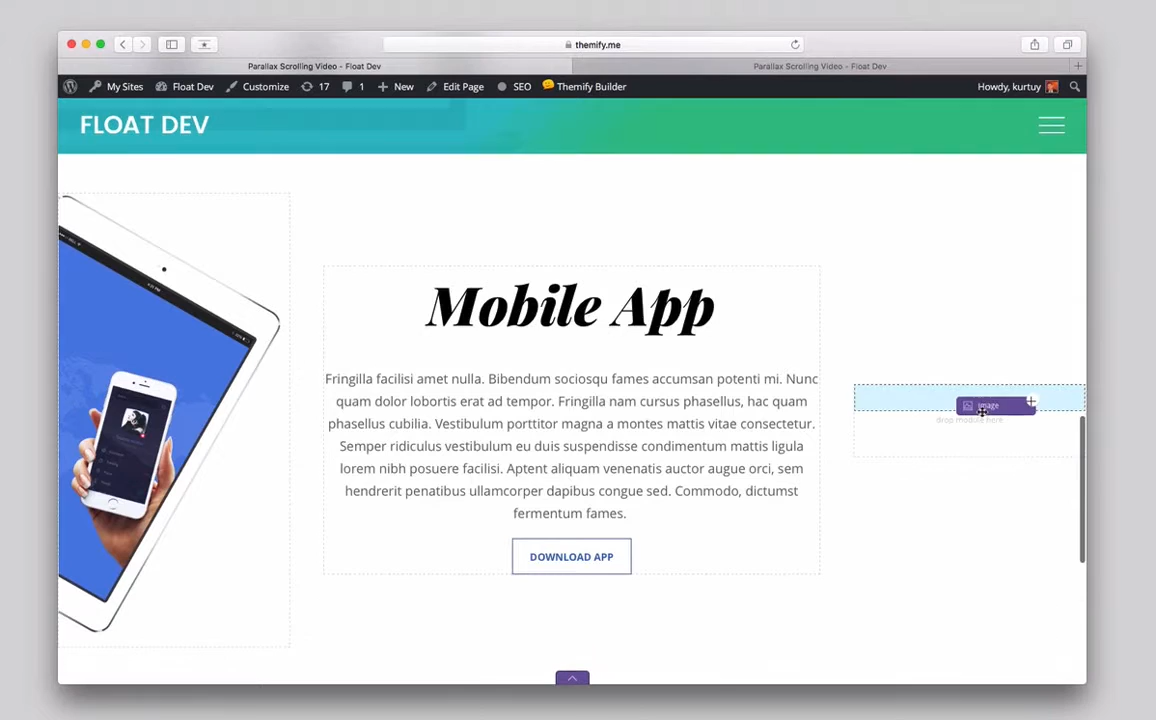 themify.me
Parallax Scrolling Video - Float Dev
Parallax Scrolling Video - Float Dev
My Sites Float Dev Customize 17 1 New Edit Page SEO Themify Builder Howdy, kurtuy
FLOAT DEV
Mobile App
Fringilla facilisi amet nulla. Bibendum sociosqu fames accumsan potenti mi. Nunc
quam dolor lobortis erat ad tempor. Fringilla nam cursus phasellus, hac quam
phasellus cubilia. Vestibulum porttitor magna a montes mattis vitae consectetur.
Semper ridiculus vestibulum eu duis suspendisse condimentum mattis ligula
lorem nibh posuere facilisi. Aptent aliquam venenatis auctor augue orci, sem
hendrerit penatibus ullamcorper dapibus congue sed. Commodo, dictumst
fermentum fames.
DOWNLOAD APP
Image
drop module here